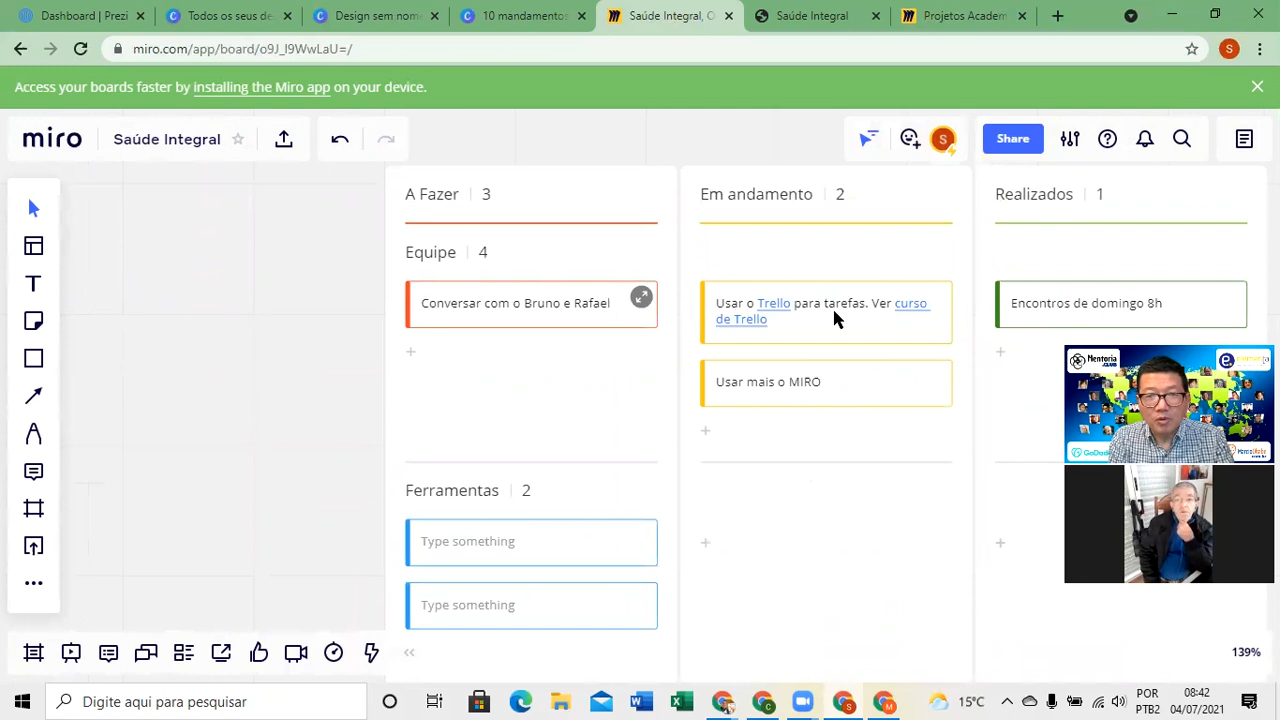 Dashboard | Prezi
Todos os seus de
Design sem nome
10 mandamentos
Saúde Integral, O
Saúde Integral
Projetos Academ
miro.com/app/board/o9J_l9WwLaU=/
S
Access your boards faster by installing the Miro app on your device.
miro
Saúde Integral
S
Share
A Fazer | 3
Em andamento | 2
Realizados | 1
Equipe | 4
Conversar com o Bruno e Rafael
Usar o Trello para tarefas. Ver curso
de Trello
Encontros de domingo 8h
Usar mais o MIRO
Mentoria
CLUB
GoDaddy
Ferramentas | 2
Type something
Type something
139%
Digite aqui para pesquisar
15°C
POR
PTB2
08:42
04/07/2021